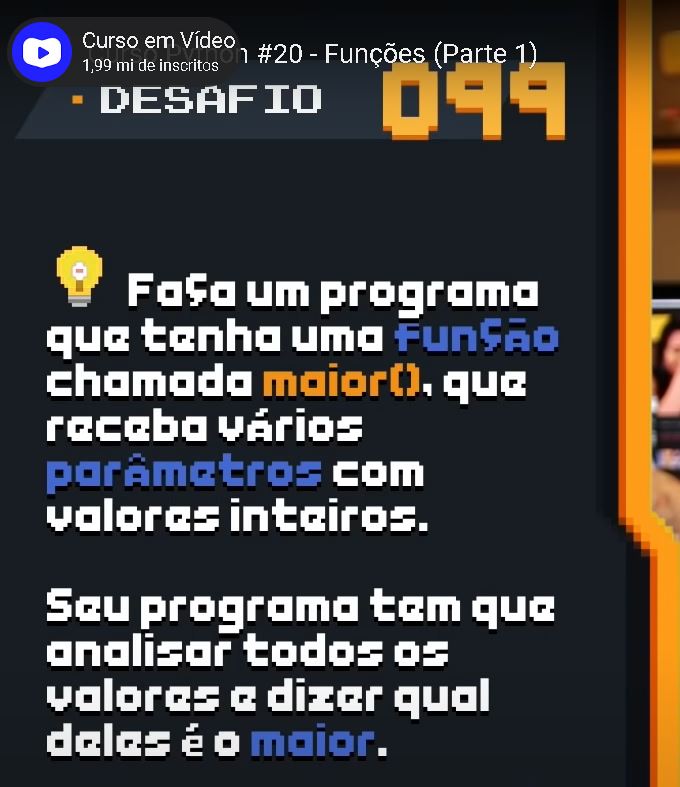 Curso em Vídeo
Curso Python #20 - Funções (Parte 1)
1,99 mi de inscritos
DESAFIO 099
Faça um programa
que tenha uma função
chamada maior(), que
receba vários
parâmetros com
valores inteiros.
Seu programa tem que
analisar todos os
valores e dizer qual
deles é o maior.